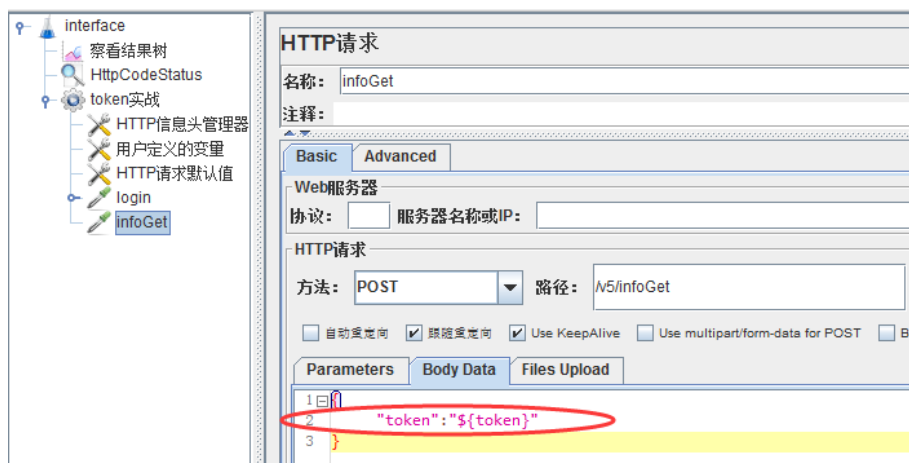 interface
察看结果树
HttpCodeStatus
token实战
HTTP信息头管理器
用户定义的变量
HTTP请求默认值
login
infoGet
HTTP请求
名称： infoGet
注释：
Basic Advanced
Web服务器
协议： 服务器名称或IP：
HTTP请求
方法： POST 路径： /v5/infoGet
自动重定向 跟随重定向 Use KeepAlive Use multipart/form-data for POST B
Parameters Body Data Files Upload
1 {
2 "token":"${token}"
3 }